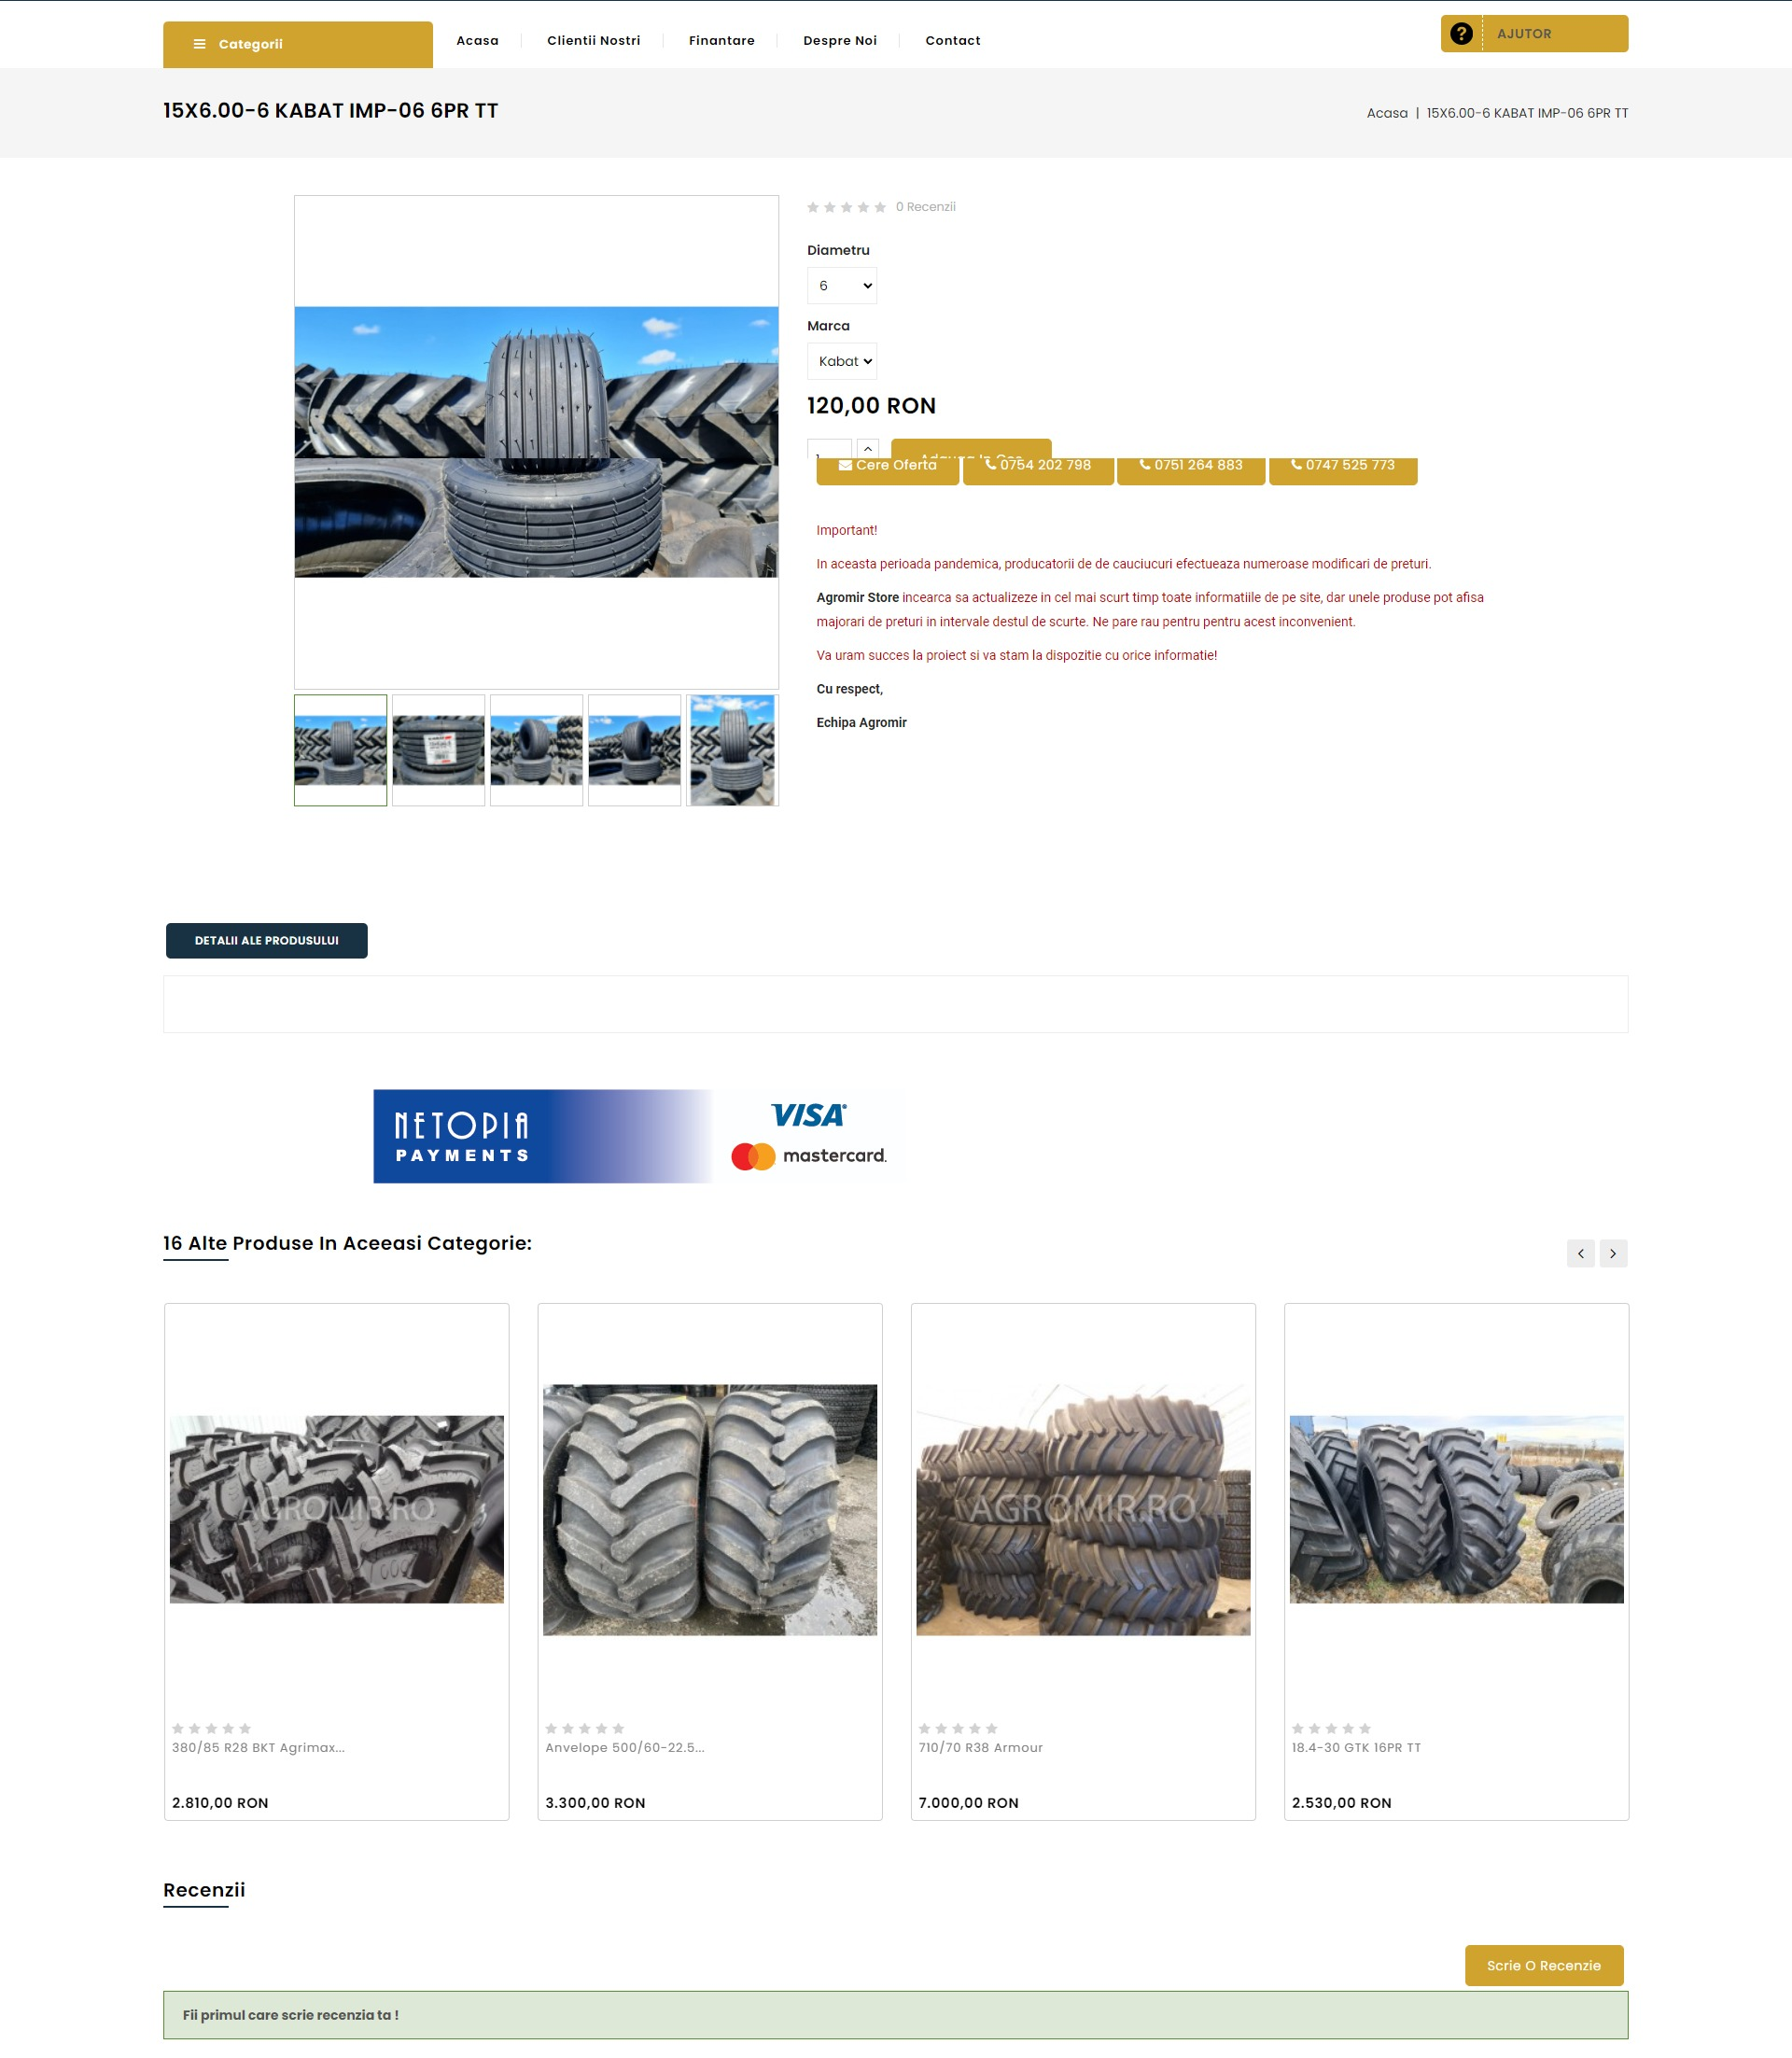 Categorii
Acasa
Clientii Nostri
Finantare
Despre Noi
Contact
AJUTOR
15X6.00-6 KABAT IMP-06 6PR TT
Acasa | 15X6.00-6 KABAT IMP-06 6PR TT
0 Recenzii
Diametru
6
Marca
Kabat
120,00 RON
Cere Oferta
0754 202 798
0751 264 883
0747 525 773
Important!
In aceasta perioada pandemica, producatorii de de cauciucuri efectueaza numeroase modificari de preturi.
Agromir Store incearca sa actualizeze in cel mai scurt timp toate informatiile de pe site, dar unele produse pot afisa
majorari de preturi in intervale destul de scurte. Ne pare rau pentru pentru acest inconvenient.
Va uram succes la proiect si va stam la dispozitie cu orice informatie!
Cu respect,
Echipa Agromir
DETALII ALE PRODUSULUI
NETOPIA
PAYMENTS
VISA
mastercard.
16 Alte Produse In Aceeasi Categorie:
AGROMIR.RO
AGROMIR.RO
380/85 R28 BKT Agrimax...
2.810,00 RON
Anvelope 500/60-22.5...
3.300,00 RON
710/70 R38 Armour
7.000,00 RON
18.4-30 GTK 16PR TT
2.530,00 RON
Recenzii
Scrie O Recenzie
Fii primul care scrie recenzia ta !